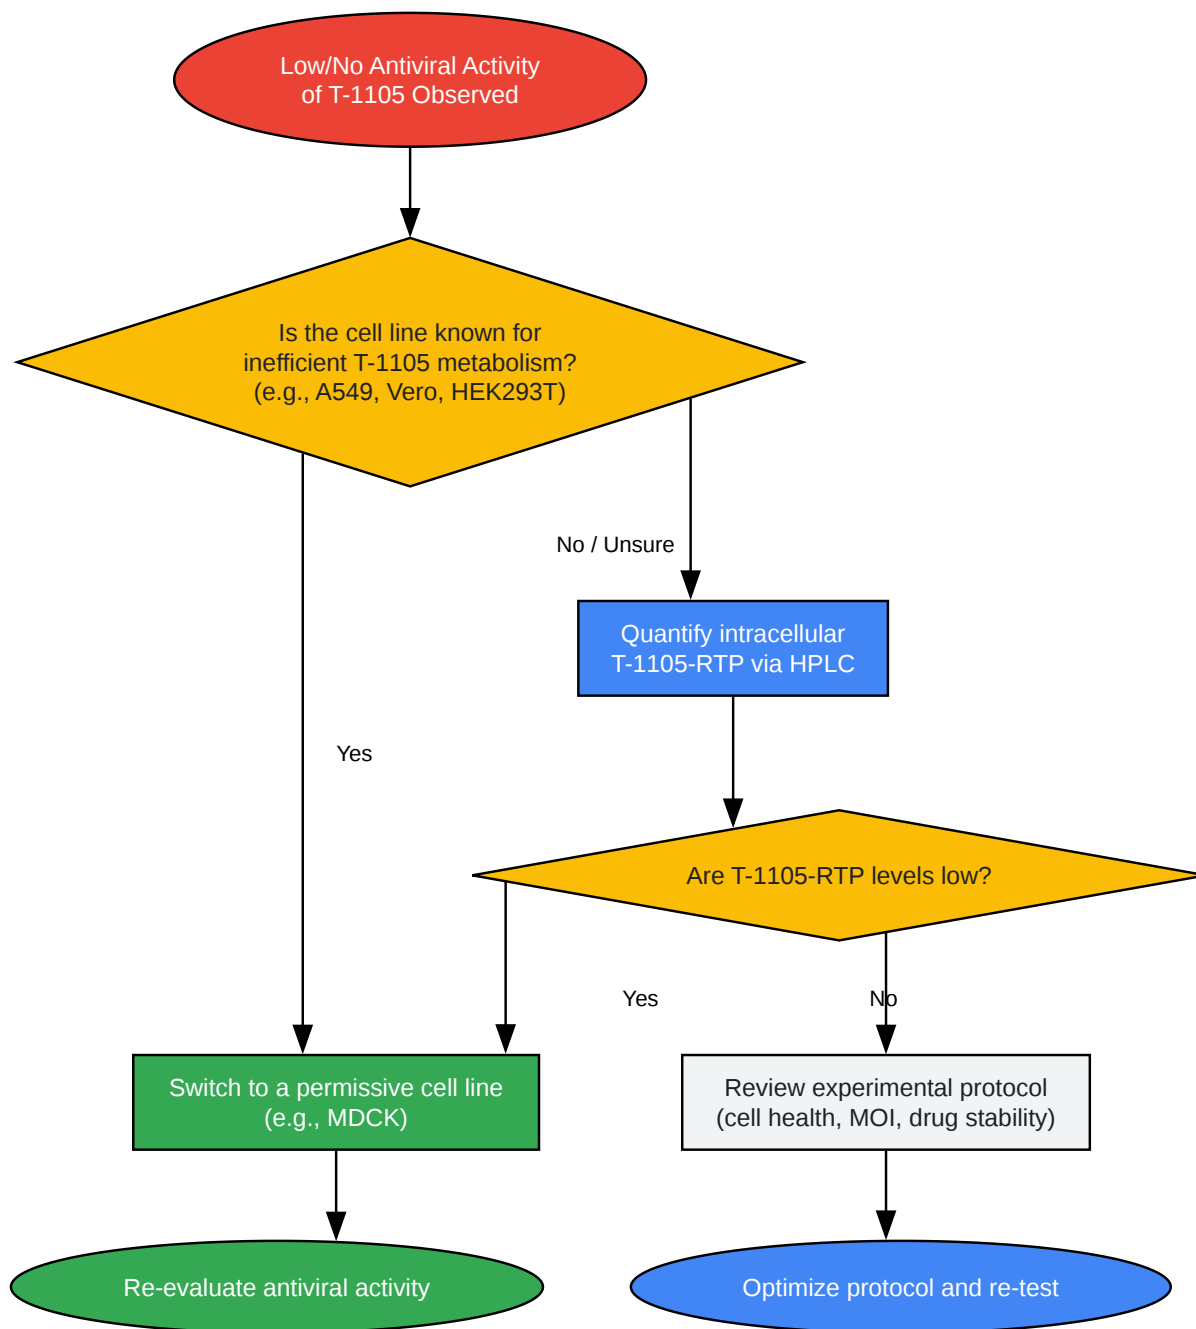 Low/No Antiviral Activity
of T-1105 Observed
Is the cell line known for
inefficient T-1105 metabolism?
(e.g., A549, Vero, HEK293T)
No / Unsure
Quantify intracellular
T-1105-RTP via HPLC
Yes
Are T-1105-RTP levels low?
Yes
No
Switch to a permissive cell line
(e.g., MDCK)
Review experimental protocol
(cell health, MOI, drug stability)
Re-evaluate antiviral activity
Optimize protocol and re-test